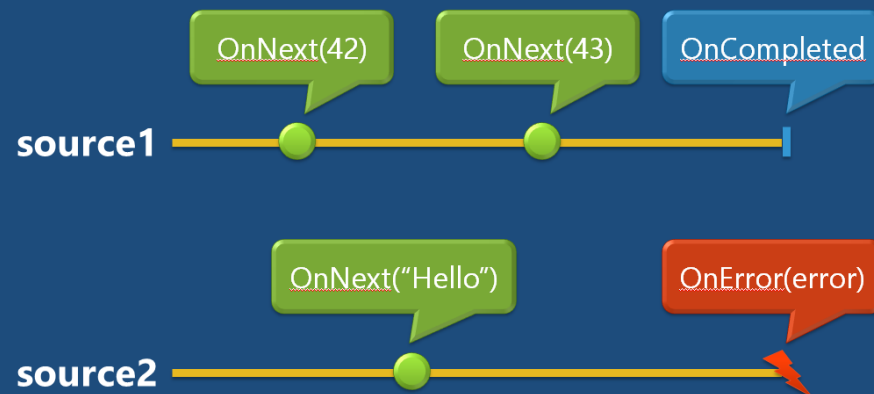 OnNext(42) OnNext(43) OnCompleted
source1
OnNext(“Hello”) OnError(error)
source2